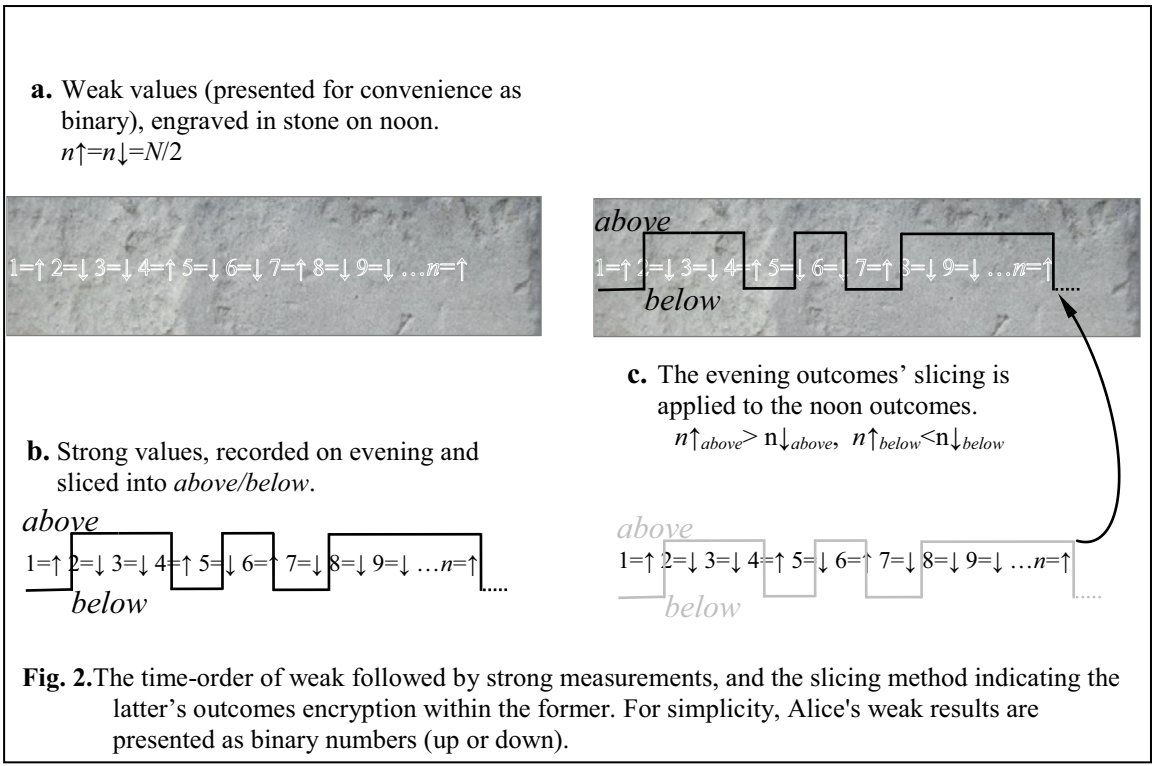 a. Weak values (presented for convenience as
binary), engraved in stone on noon.
n↑=n↓=N/2
1=↑ 2=↓ 3=↓ 4=↑ 5=↓ 6=↓ 7=↑ 8=↓ 9=↓ …n=↑
above
1=↑ 2=↓ 3=↓ 4=↑ 5=↓ 6=↓ 7=↑ 8=↓ 9=↓ …n=↑
below
c. The evening outcomes’ slicing is
applied to the noon outcomes.
n↑above> n↓above, n↑below<n↓below
b. Strong values, recorded on evening and
sliced into above/below.
above
1=↑ 2=↓ 3=↓ 4=↑ 5=↓ 6=↑ 7=↓ 8=↓ 9=↓ …n=↑
below
above
1=↑ 2=↓ 3=↓ 4=↑ 5=↓ 6=↑ 7=↓ 8=↓ 9=↓ …n=↑
below
Fig. 2.The time-order of weak followed by strong measurements, and the slicing method indicating the
latter’s outcomes encryption within the former. For simplicity, Alice's weak results are
presented as binary numbers (up or down).